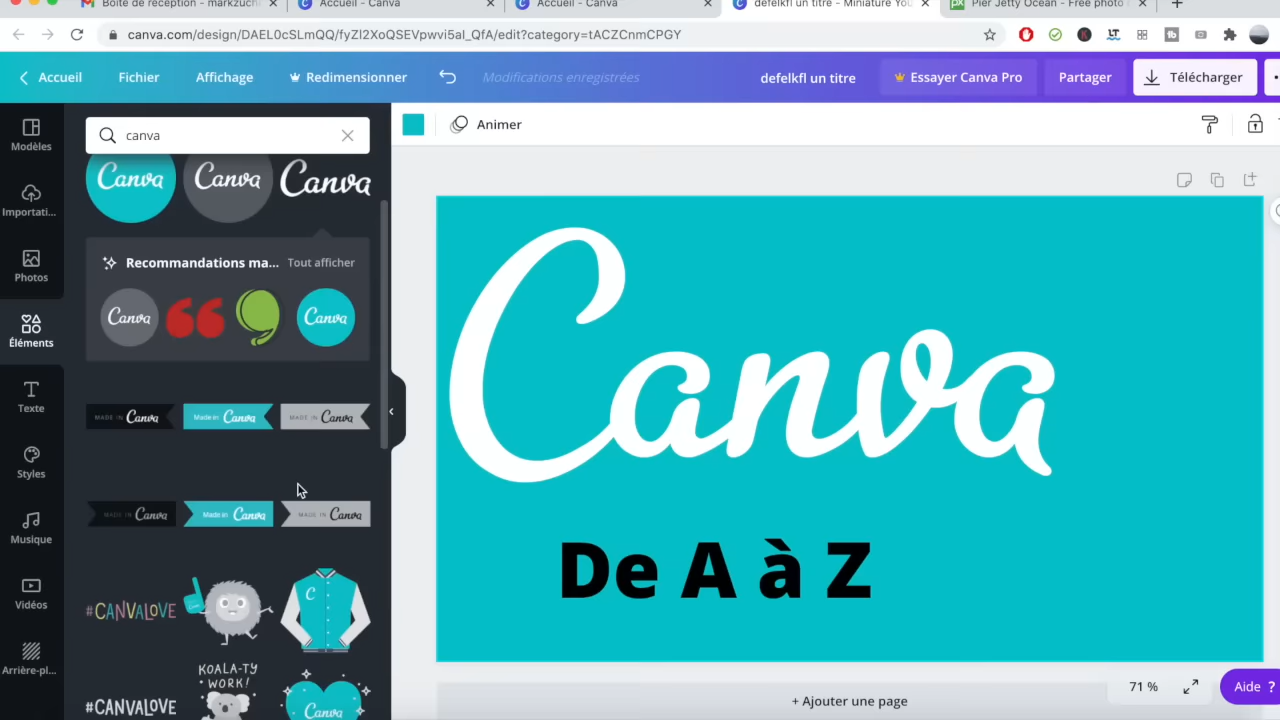 Boîte de réception - markzuch
Accueil - Canva
Accueil - Canva
defelkfl un titre - Miniature You
Pier Jetty Ocean - Free photo
canva.com/design/DAEL0cSLmQQ/fyZl2XoQSEVpwvi5al_QfA/edit?category=tACZCnmCPGY
Accueil
Fichier
Affichage
Redimensionner
Modifications enregistrées
defelkfl un titre
Essayer Canva Pro
Partager
Télécharger
Modèles
Importati...
Photos
Éléments
Texte
Styles
Musique
Vidéos
Arrière-pl...
canva
Canva Canva Canva
Recommandations ma... Tout afficher
Canva Canva
MADE IN Canva Made in Canva MADE IN Canva
MADE IN Canva Made in Canva MADE IN Canva
#CANVALOVE
C
KOALA-TY
WORK!
#CANVALOVE
Canva
Animer
Canva
De A à Z
+ Ajouter une page
71 %
Aide ?